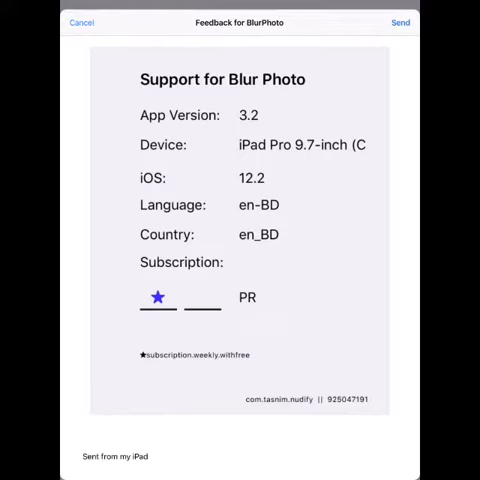 Cancel Feedback for BlurPhoto Send
Support for Blur Photo
App Version: 3.2
Device: iPad Pro 9.7-inch (C
iOS: 12.2
Language: en-BD
Country: en_BD
Subscription:
★ PR
★subscription.weekly.withfree
com.tasnim.nudify || 925047191
Sent from my iPad